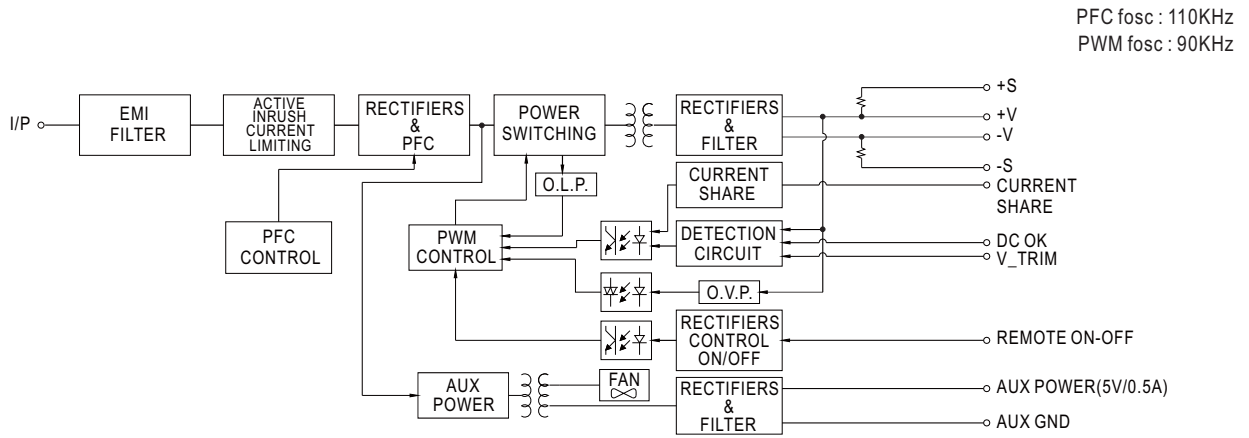 PFC fosc : 110KHz
PWM fosc : 90KHz
I/P
EMI
FILTER
ACTIVE
INRUSH
CURRENT
LIMITING
RECTIFIERS
&
PFC
POWER
SWITCHING
RECTIFIERS
&
FILTER
+S
+V
-V
-S
O.L.P.
CURRENT
SHARE
CURRENT
SHARE
PFC
CONTROL
PWM
CONTROL
DETECTION
CIRCUIT
DC OK
V_TRIM
O.V.P.
RECTIFIERS
CONTROL
ON/OFF
REMOTE ON-OFF
AUX
POWER
FAN
RECTIFIERS
&
FILTER
AUX POWER(5V/0.5A)
AUX GND